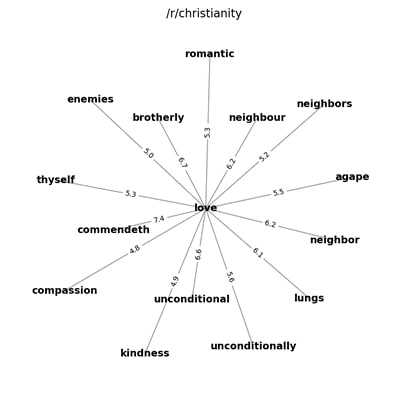 /r/christianity
romantic
enemies
neighbors
brotherly
neighbour
5.3
5.0
6.7
6.2
5.2
thyself
agape
5.3
5.5
love
7.4
6.2
commendeth
neighbor
4.8
6.6
6.1
compassion
4.9
5.6
unconditional
lungs
kindness
unconditionally